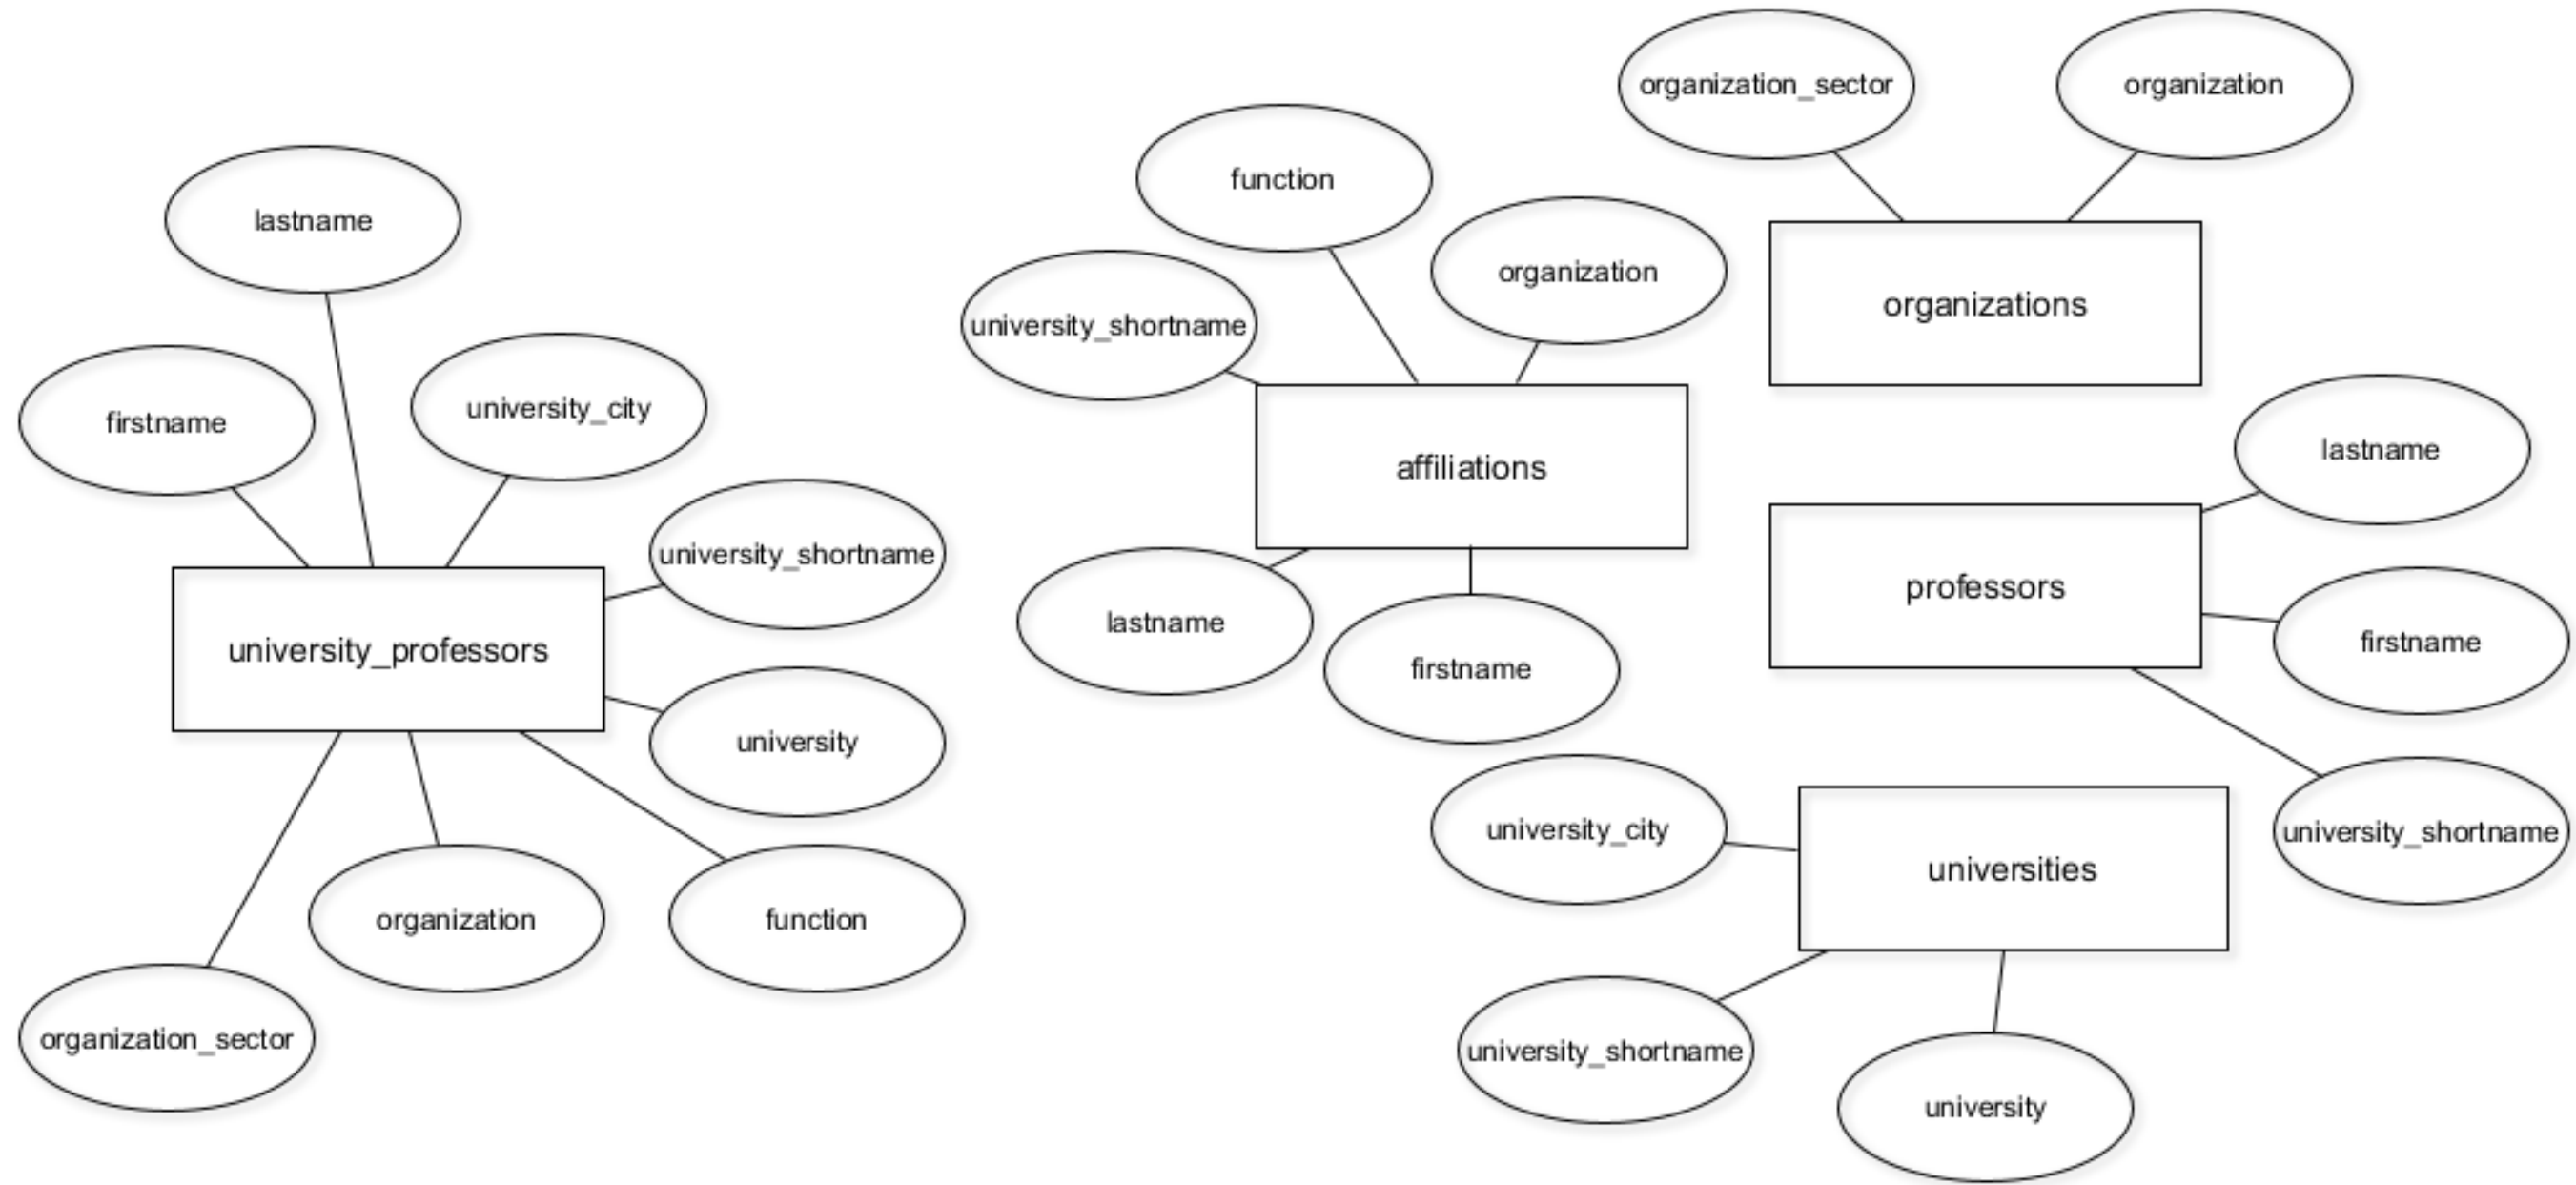 lastname
firstname
university_city
university_shortname
university_professors
university
organization
function
organization_sector
function
university_shortname
organization
affiliations
lastname
firstname
organization_sector
organization
organizations
lastname
professors
firstname
university_shortname
university_city
universities
university_shortname
university